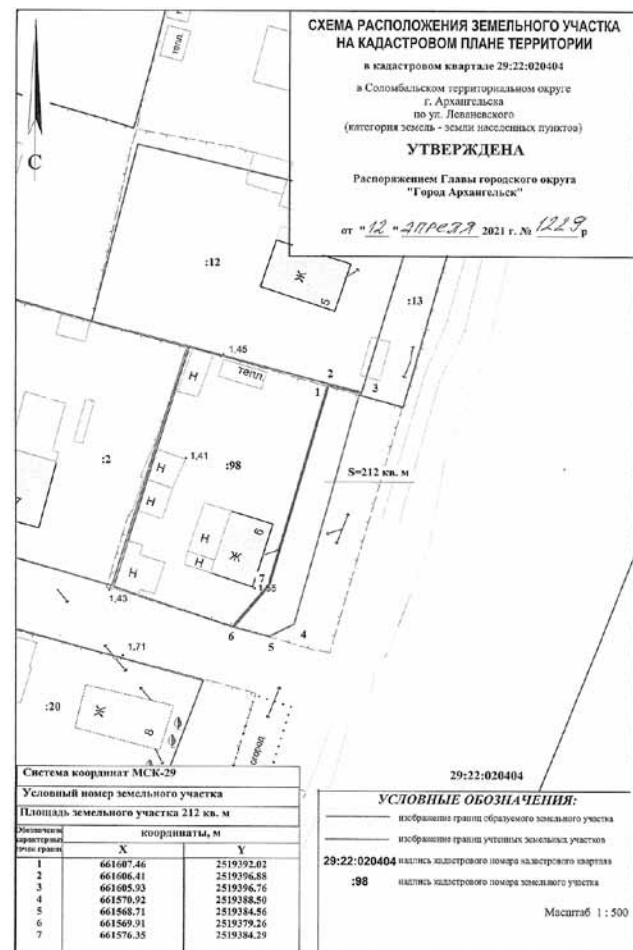 СХЕМА РАСПОЛОЖЕНИЯ ЗЕМЕЛЬНОГО УЧАСТКА
НА КАДАСТРОВОМ ПЛАНЕ ТЕРРИТОРИИ
в кадастровом квартале 29:22:020404
в Соломбальском территориальном округе
г. Архангельска
по ул. Леваневского
(категория земель - земли населенных пунктов)
УТВЕРЖДЕНА
Распоряжением Главы городского округа
"Город Архангельск"
от "12" апреля 2021 г. № 1229 р
тепл.
С
:12
Ж
5
:13
1,45
2
Н
тепл.
1
3
:2
1,41
:98
S=212 кв. м
Н
Н
7
Н
6
Н
Ж
Н
7
1,43
6
5
4
1,71
:20
Ж
8
огород
Система координат МСК-29
Условный номер земельного участка
Площадь земельного участка 212 кв. м
Обозначение характерных точек границ
координаты, м
X Y
1 661607.46 2519392.02
2 661606.41 2519396.88
3 661605.93 2519396.76
4 661570.92 2519388.50
5 661568.71 2519384.56
6 661569.91 2519379.26
7 661576.35 2519384.29
29:22:020404
УСЛОВНЫЕ ОБОЗНАЧЕНИЯ:
изображение границ образуемого земельного участка
изображение границ учтенных земельных участков
29:22:020404 надпись кадастрового номера кадастрового квартала
:98 надпись кадастрового номера земельного участка
Масштаб 1 : 500